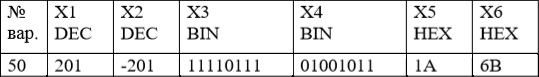 № вар. X1 DEC X2 DEC X3 BIN X4 BIN X5 HEX X6 HEX
50 201 -201 11110111 01001011 1A 6B